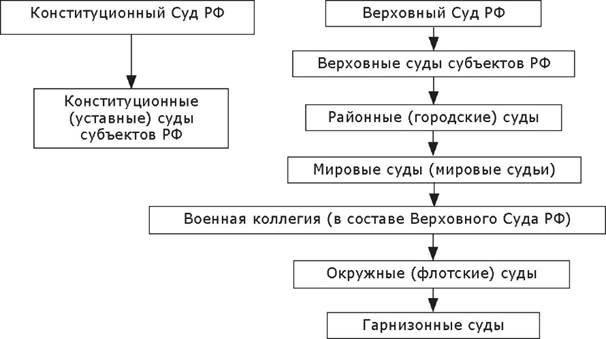 Конституционный Суд РФ
Конституционные
(уставные) суды
субъектов РФ
Верховный Суд РФ
Верховные суды субъектов РФ
Районные (городские) суды
Мировые суды (мировые судьи)
Военная коллегия (в составе Верховного Суда РФ)
Окружные (флотские) суды
Гарнизонные суды